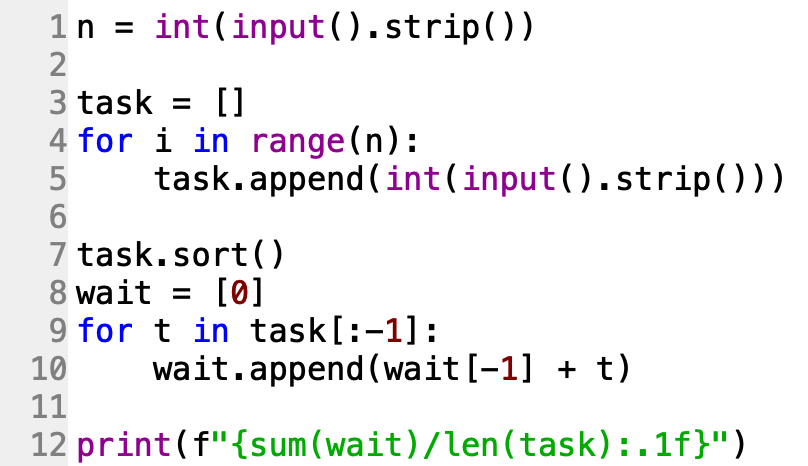 1 n = int(input().strip())
2
3 task = []
4 for i in range(n):
5     task.append(int(input().strip()))
6
7 task.sort()
8 wait = [0]
9 for t in task[:-1]:
10     wait.append(wait[-1] + t)
11
12 print(f"{sum(wait)/len(task):.1f}")